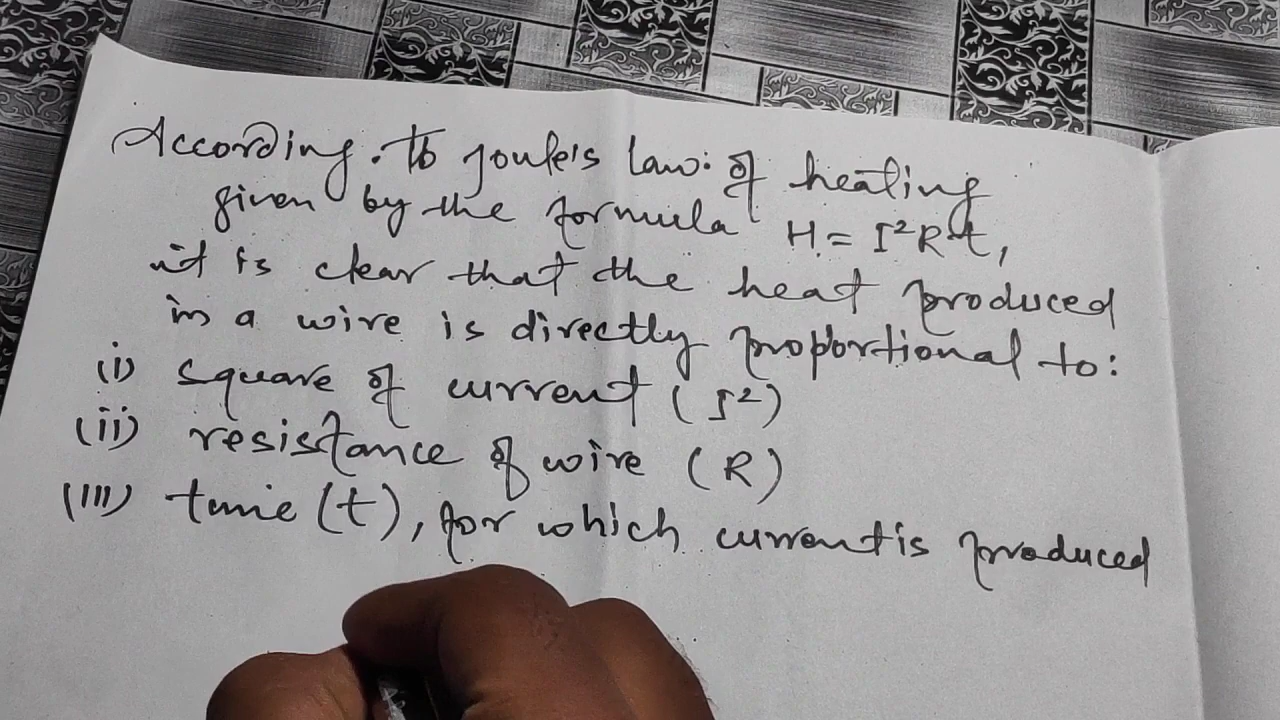 According to Joule's law of heating
given by the formula H = I²Rt,
it is clear that the heat produced
in a wire is directly proportional to:
(i) square of current (I²)
(ii) resistance of wire (R)
(III) time (t), for which current is produced